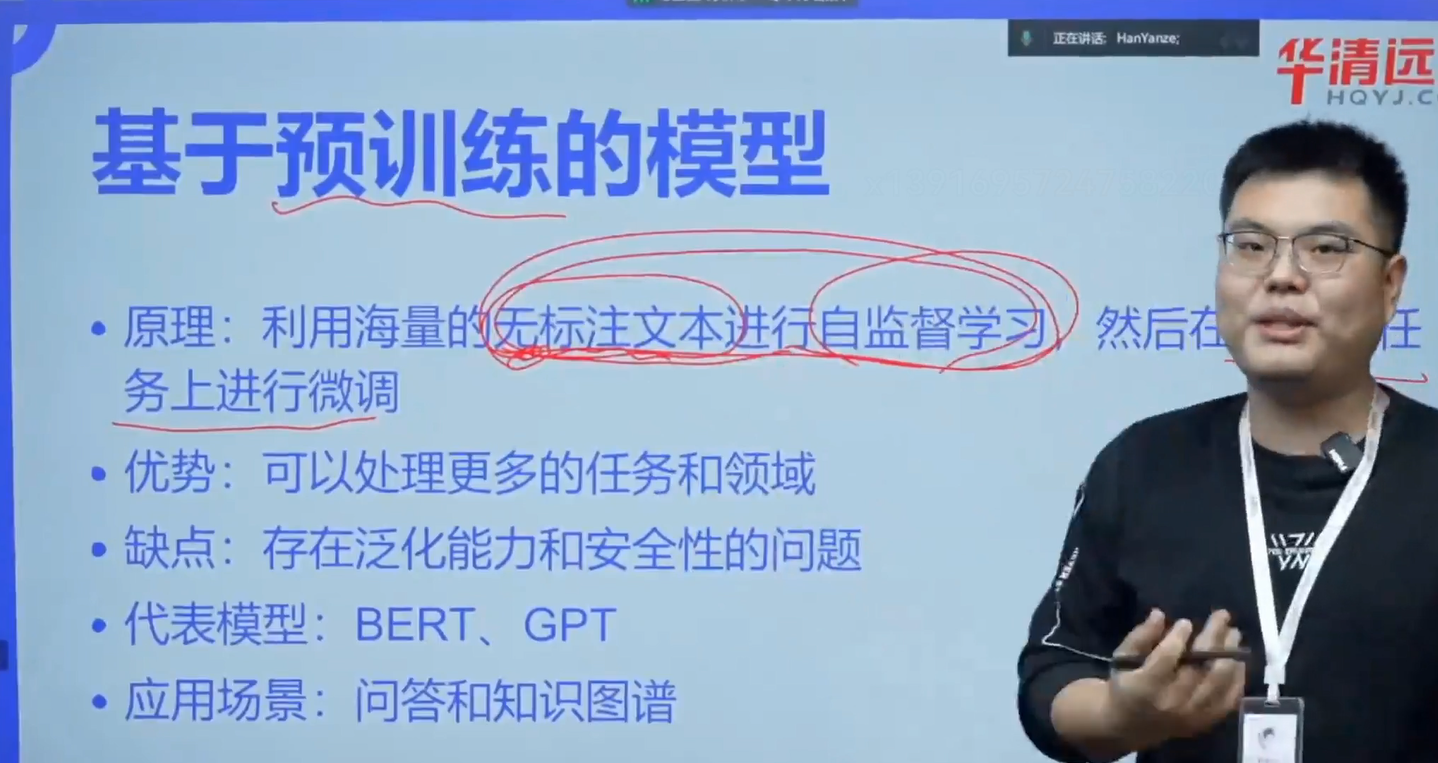 正在讲话: HanYanze;
华清远
HQYJ.C
基于预训练的模型
• 原理：利用海量的无标注文本进行自监督学习，然后在
任
务上进行微调
• 优势：可以处理更多的任务和领域
• 缺点：存在泛化能力和安全性的问题
• 代表模型：BERT、GPT
• 应用场景：问答和知识图谱